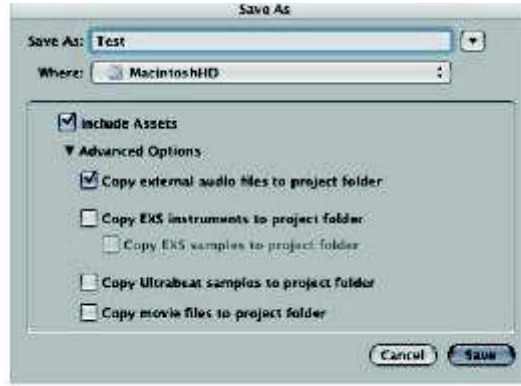 Save As
Save As: Test
Where: MacintoshHD
Include Assets
Advanced Options
Copy external audio files to project folder
Copy EXS instruments to project folder
Copy EXS samples to project folder
Copy Ultrabeat samples to project folder
Copy movie files to project folder
Cancel Save